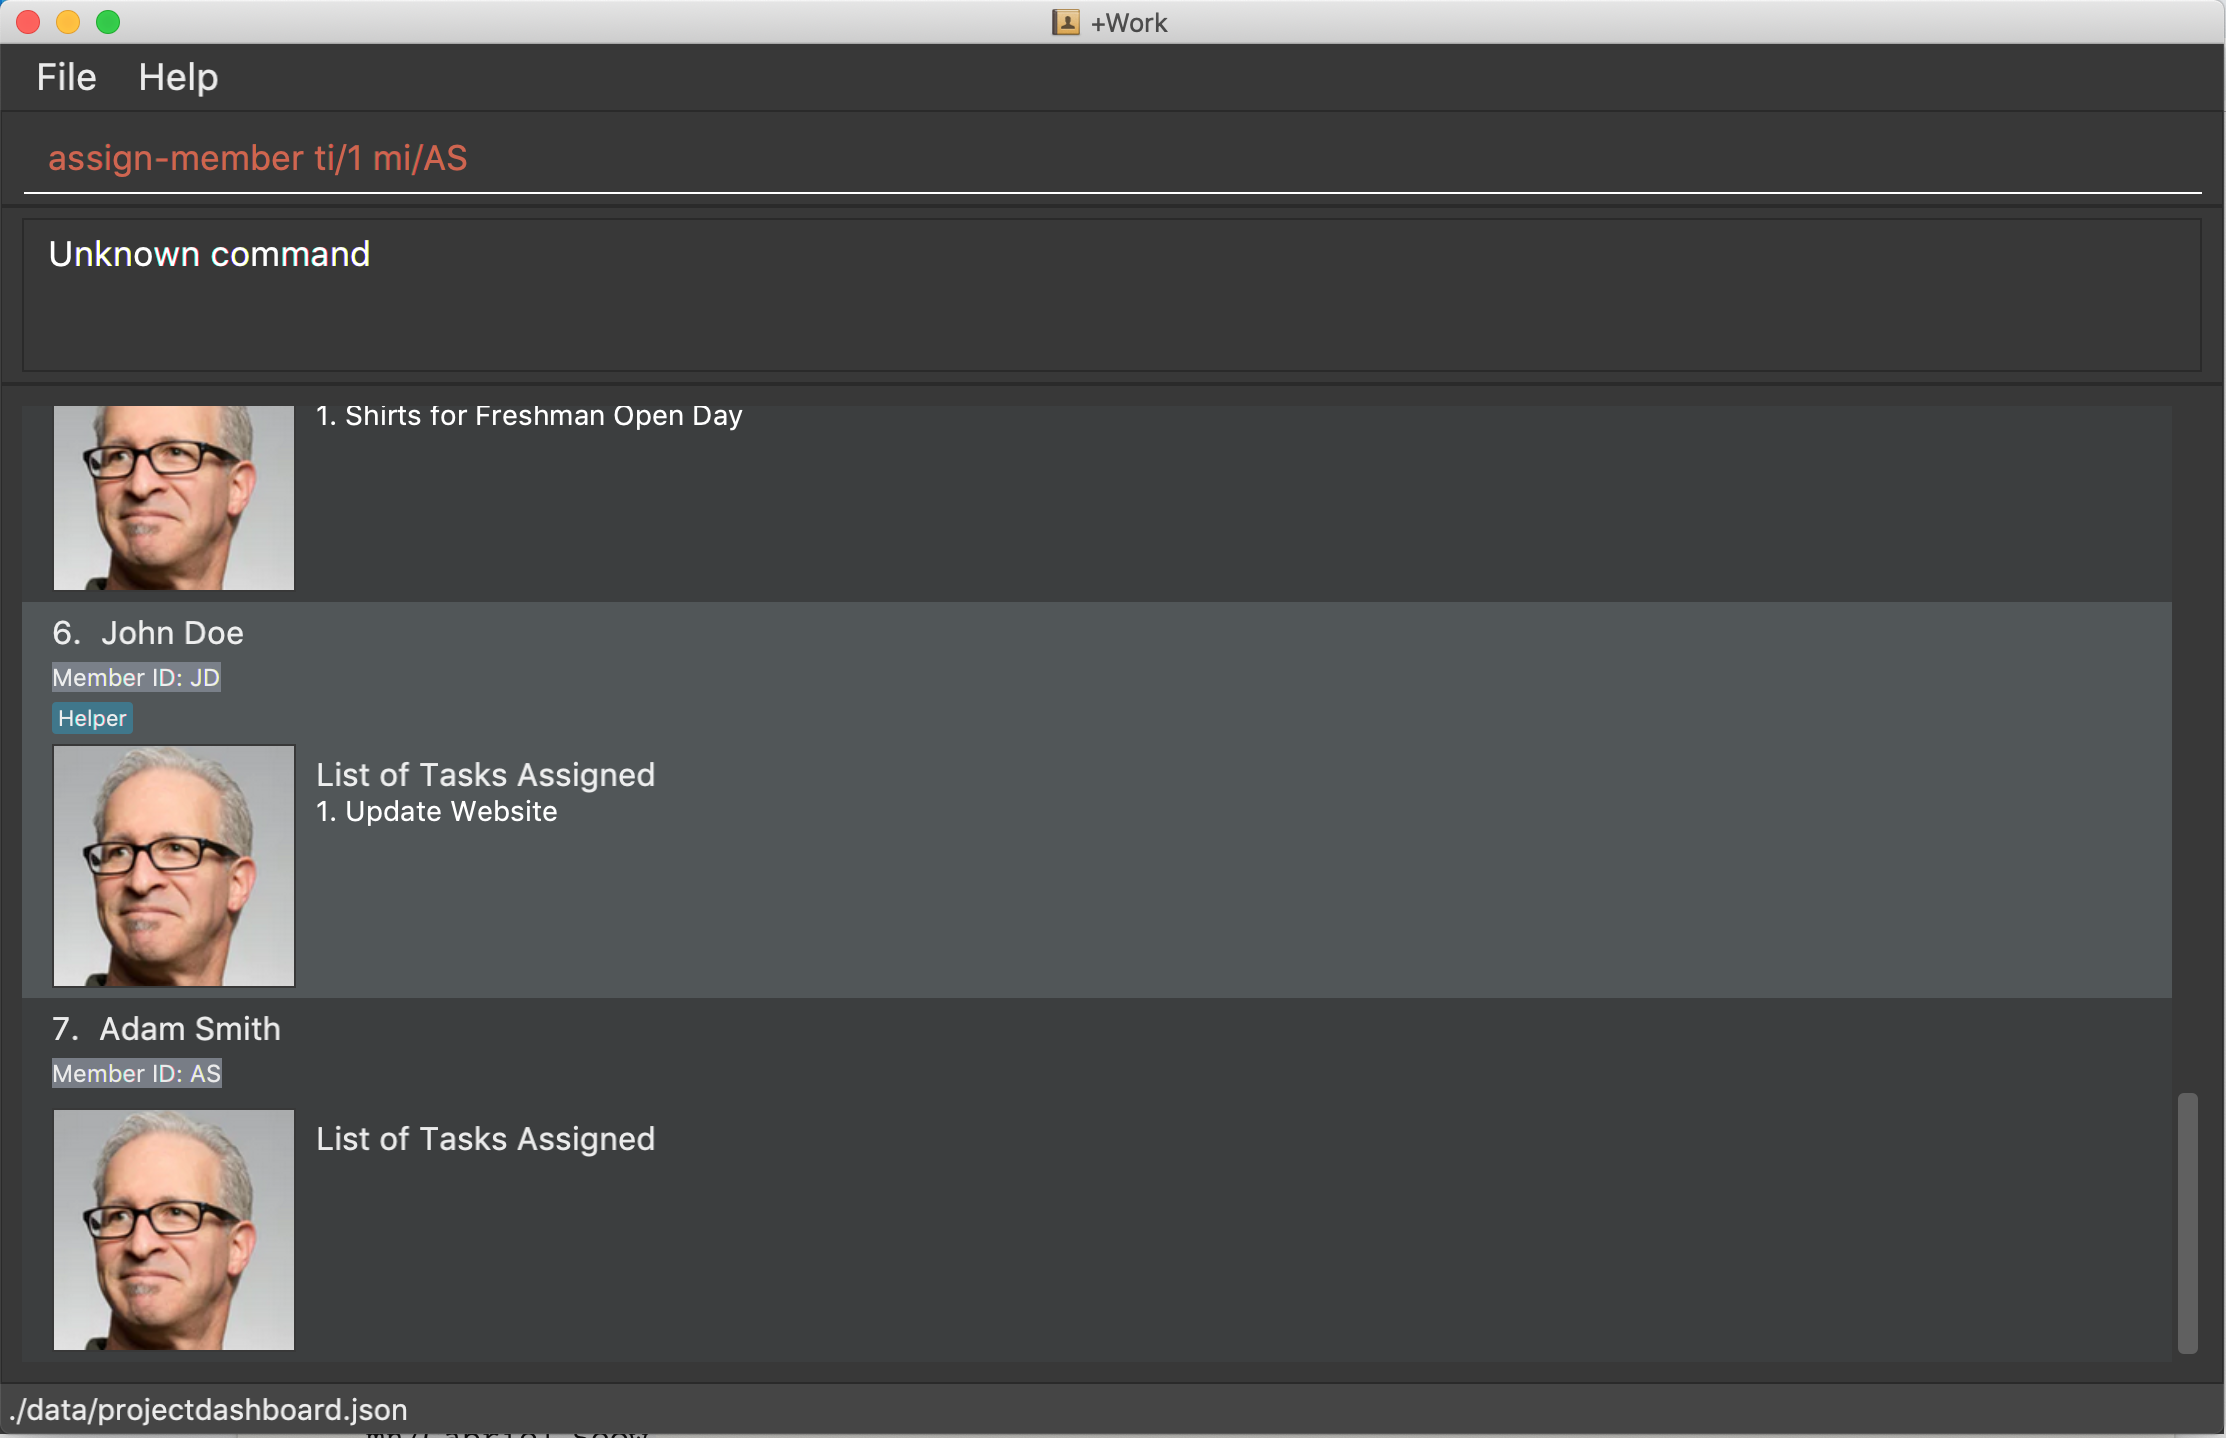 +Work
File Help
assign-member ti/1 mi/AS
Unknown command
1. Shirts for Freshman Open Day
6. John Doe
Member ID: JD
Helper
List of Tasks Assigned
1. Update Website
7. Adam Smith
Member ID: AS
List of Tasks Assigned
./data/projectdashboard.json